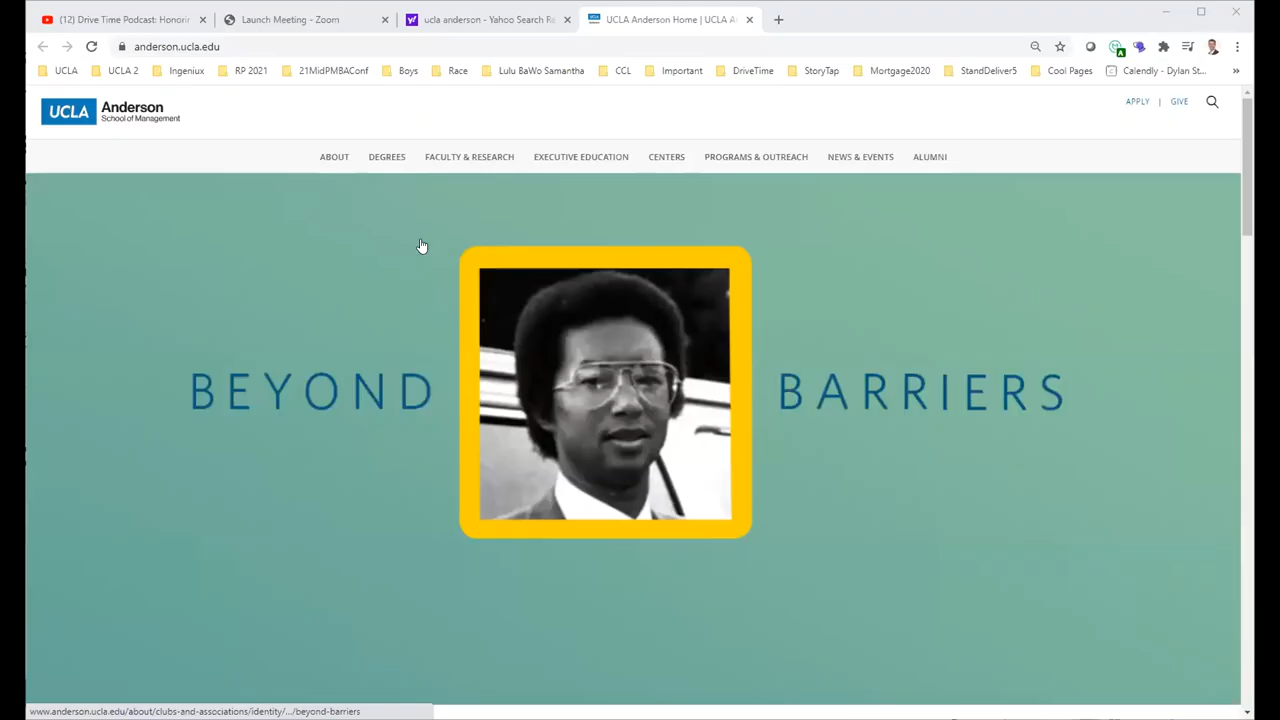 (12) Drive Time Podcast: Honorin
Launch Meeting - Zoom
ucla anderson - Yahoo Search Re
UCLA Anderson Home | UCLA A
anderson.ucla.edu
UCLA
UCLA 2
Ingeniux
RP 2021
21MidPMBAConf
Boys
Race
Lulu BaWo Samantha
CCL
Important
DriveTime
StoryTap
Mortgage2020
StandDeliver5
Cool Pages
Calendly - Dylan St...
UCLA Anderson
School of Management
APPLY | GIVE
ABOUT DEGREES FACULTY & RESEARCH EXECUTIVE EDUCATION CENTERS PROGRAMS & OUTREACH NEWS & EVENTS ALUMNI
BEYOND BARRIERS
www.anderson.ucla.edu/about/clubs-and-associations/identity/.../beyond-barriers